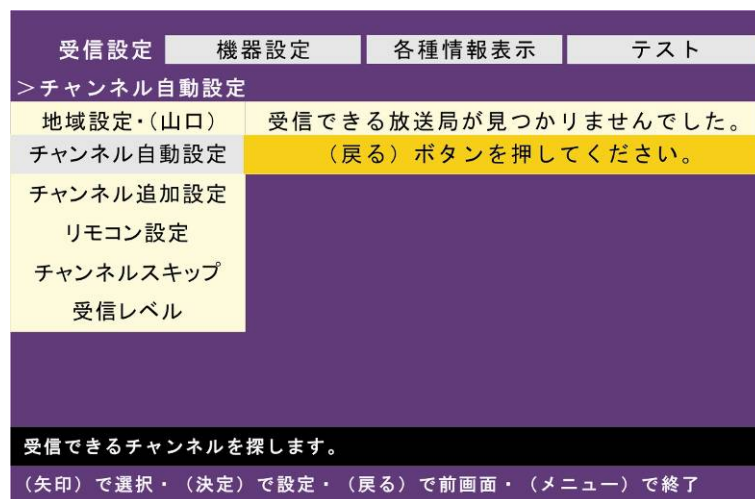 受信設定 機器設定 各種情報表示 テスト
＞チャンネル自動設定
地域設定・(山口) 受信できる放送局が見つかりませんでした。
チャンネル自動設定 （戻る）ボタンを押してください。
チャンネル追加設定
リモコン設定
チャンネルスキップ
受信レベル
受信できるチャンネルを探します。
（矢印）で選択・（決定）で設定・（戻る）で前画面・（メニュー）で終了